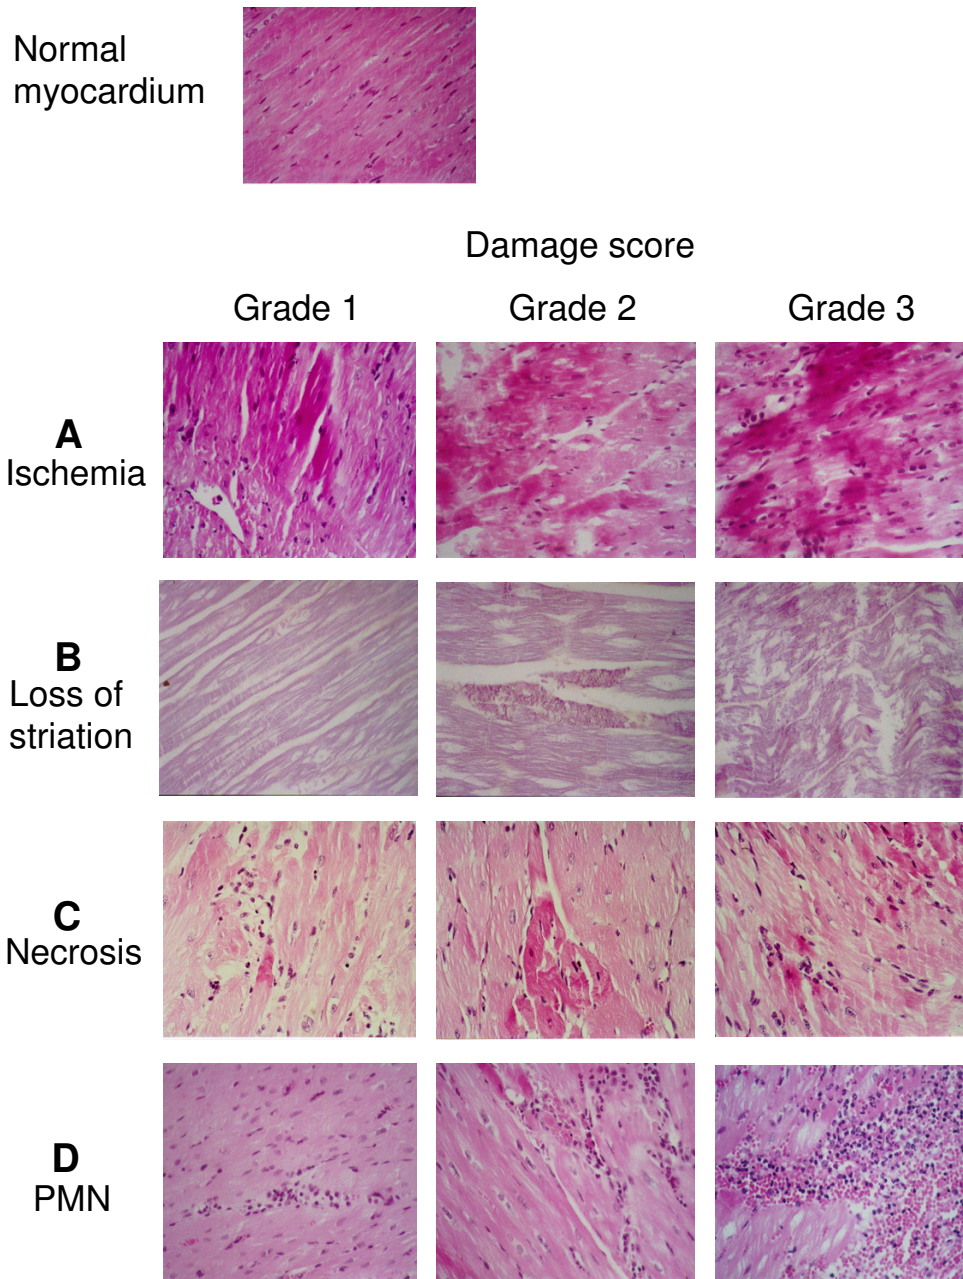 Normal
myocardium
Damage score
Grade 1
Grade 2
Grade 3
A
Ischemia
B
Loss of
striation
C
Necrosis
D
PMN